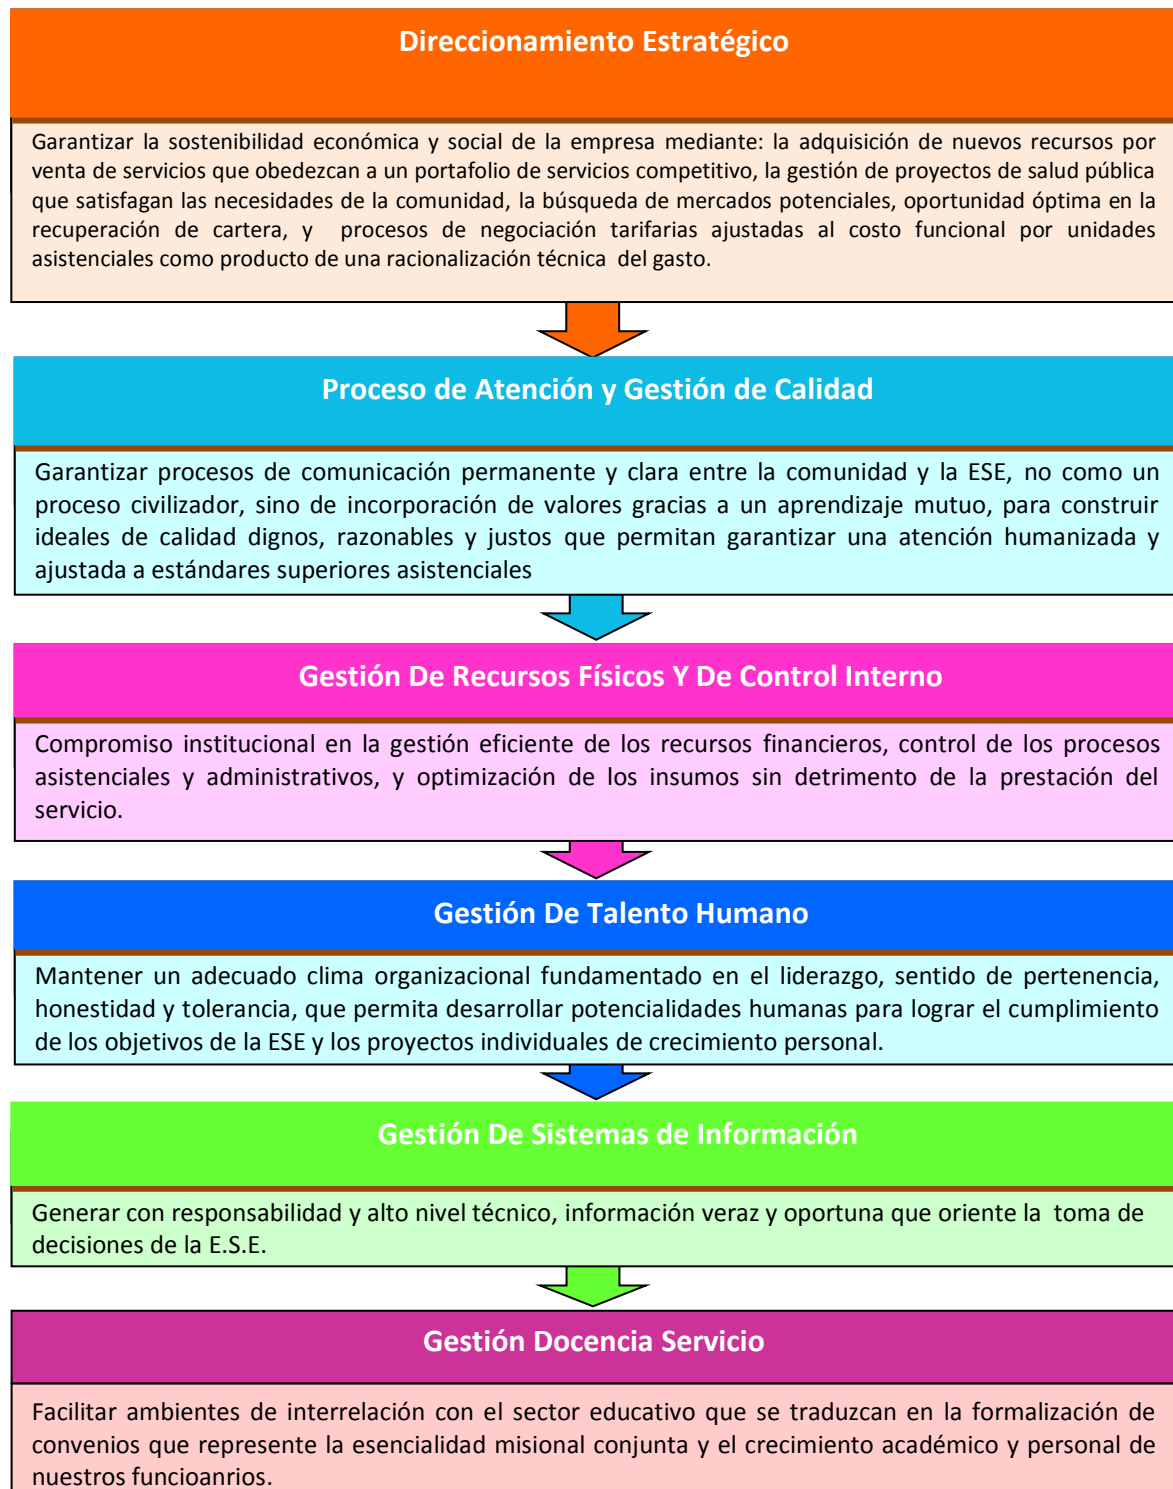 Direccionamiento Estratégico
Garantizar la sostenibilidad económica y social de la empresa mediante: la adquisición de nuevos recursos por
venta de servicios que obedezcan a un portafolio de servicios competitivo, la gestión de proyectos de salud pública
que satisfagan las necesidades de la comunidad, la búsqueda de mercados potenciales, oportunidad óptima en la
recuperación de cartera, y procesos de negociación tarifarias ajustadas al costo funcional por unidades
asistenciales como producto de una racionalización técnica del gasto.
Proceso de Atención y Gestión de Calidad
Garantizar procesos de comunicación permanente y clara entre la comunidad y la ESE, no como un
proceso civilizador, sino de incorporación de valores gracias a un aprendizaje mutuo, para construir
ideales de calidad dignos, razonables y justos que permitan garantizar una atención humanizada y
ajustada a estándares superiores asistenciales
Gestión De Recursos Físicos Y De Control Interno
Compromiso institucional en la gestión eficiente de los recursos financieros, control de los procesos
asistenciales y administrativos, y optimización de los insumos sin detrimento de la prestación del
servicio.
Gestión De Talento Humano
Mantener un adecuado clima organizacional fundamentado en el liderazgo, sentido de pertenencia,
honestidad y tolerancia, que permita desarrollar potencialidades humanas para lograr el cumplimiento
de los objetivos de la ESE y los proyectos individuales de crecimiento personal.
Gestión De Sistemas de Información
Generar con responsabilidad y alto nivel técnico, información veraz y oportuna que oriente la toma de
decisiones de la E.S.E.
Gestión Docencia Servicio
Facilitar ambientes de interrelación con el sector educativo que se traduzcan en la formalización de
convenios que represente la esencialidad misional conjunta y el crecimiento académico y personal de
nuestros funcioanrios.